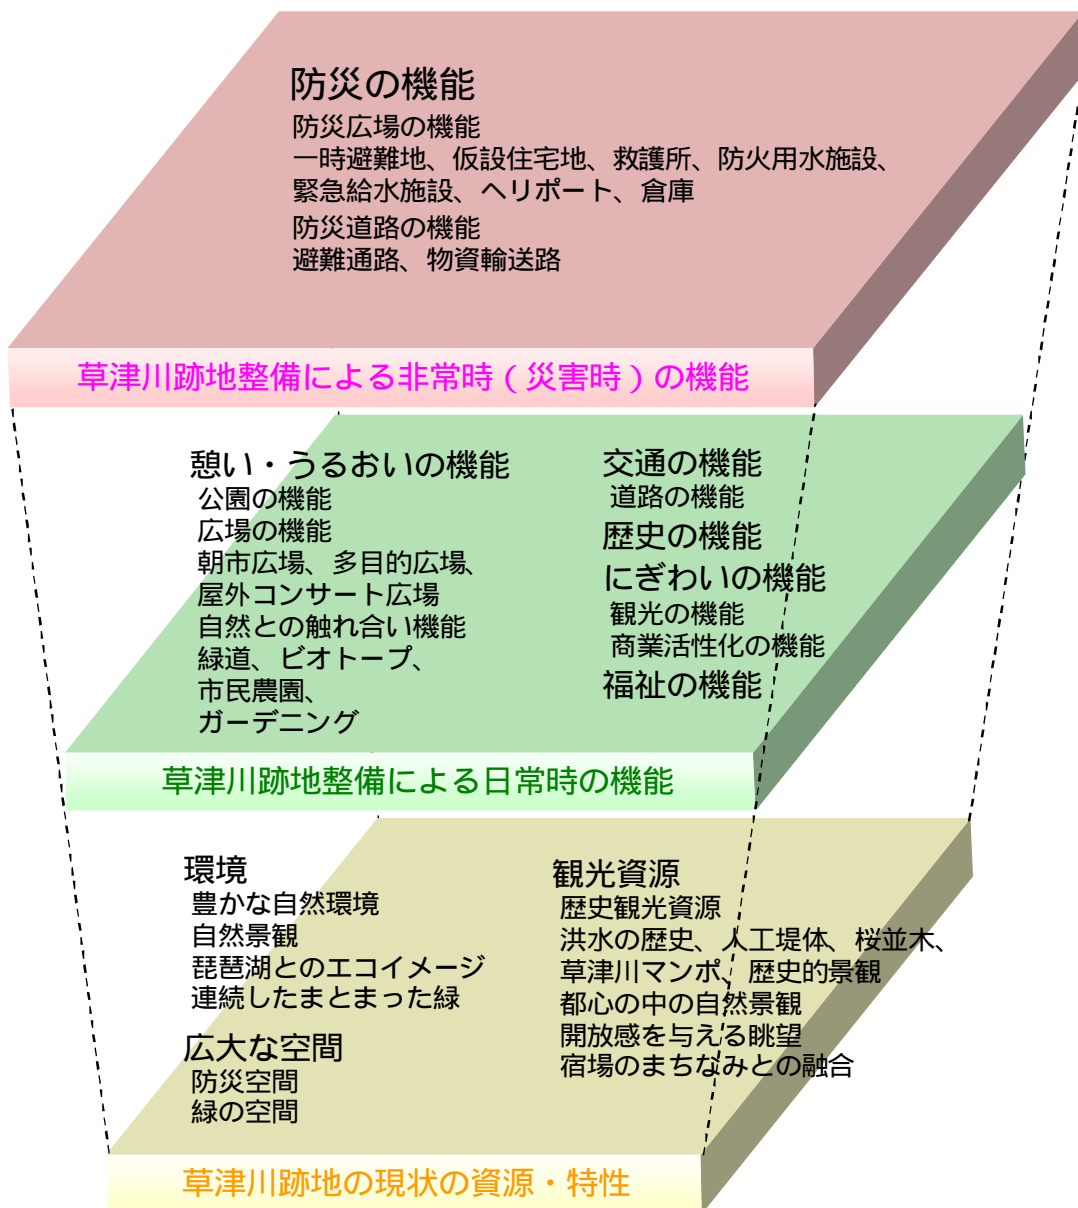 防災の機能
防災広場の機能
一時避難地、仮設住宅地、救護所、防火用水施設、
緊急給水施設、ヘリポート、倉庫
防災道路の機能
避難通路、物資輸送路
草津川跡地整備による非常時（災害時）の機能
憩い・うるおいの機能
公園の機能
広場の機能
朝市広場、多目的広場、
屋外コンサート広場
自然との触れ合い機能
緑道、ビオトープ、
市民農園、
ガーデニング
交通の機能
道路の機能
歴史の機能
にぎわいの機能
観光の機能
商業活性化の機能
福祉の機能
草津川跡地整備による日常時の機能
環境
豊かな自然環境
自然景観
琵琶湖とのエコイメージ
連続したまとまった緑
広大な空間
防災空間
緑の空間
観光資源
歴史観光資源
洪水の歴史、人工堤体、桜並木、
草津川マンポ、歴史的景観
都心の中の自然景観
開放感を与える眺望
宿場のまちなみとの融合
草津川跡地の現状の資源・特性